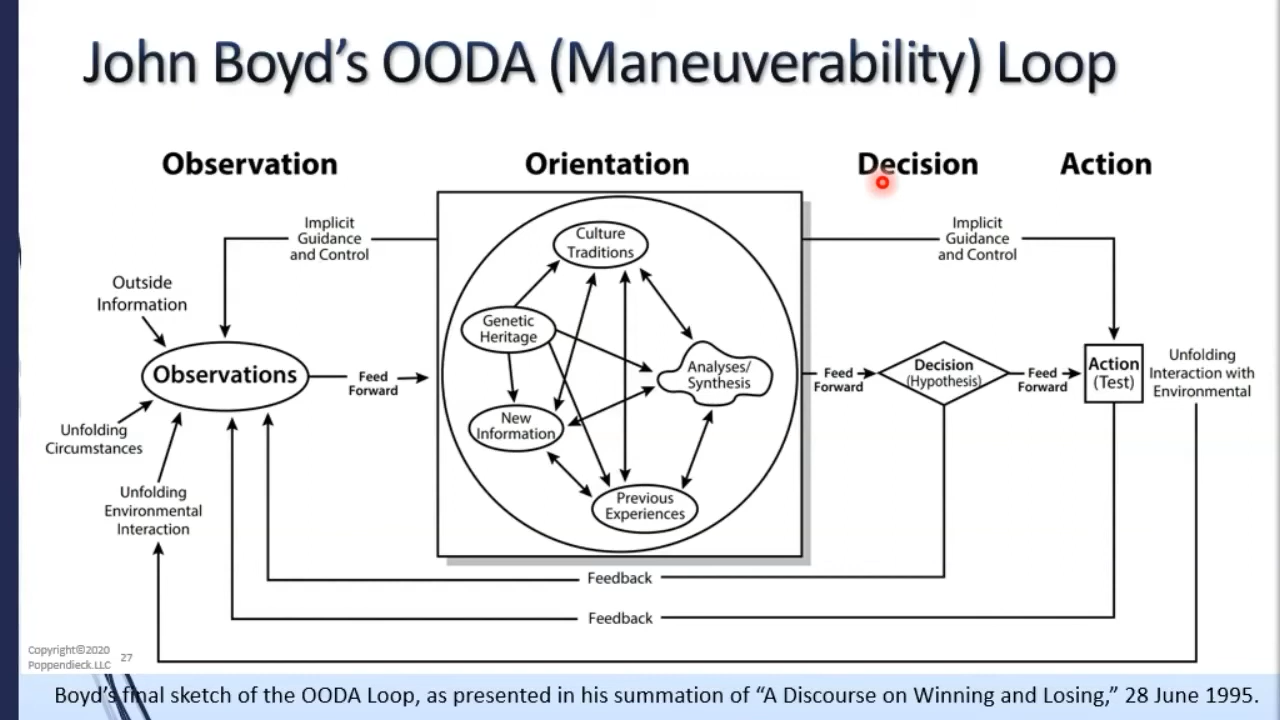 John Boyd's OODA (Maneuverability) Loop
Observation
Orientation
Decision
Action
Implicit
Guidance
and Control
Outside
Information
Observations
Unfolding
Circumstances
Unfolding
Environmental
Interaction
Feed
Forward
Culture
Traditions
Genetic
Heritage
Analyses/
Synthesis
New
Information
Previous
Experiences
Implicit
Guidance
and Control
Feed
Forward
Decision
(Hypothesis)
Feed
Forward
Action
(Test)
Unfolding
Interaction with
Environmental
Feedback
Feedback
Copyright©2020
Poppendieck.LLC
27
Boyd's final sketch of the OODA Loop, as presented in his summation of “A Discourse on Winning and Losing,” 28 June 1995.